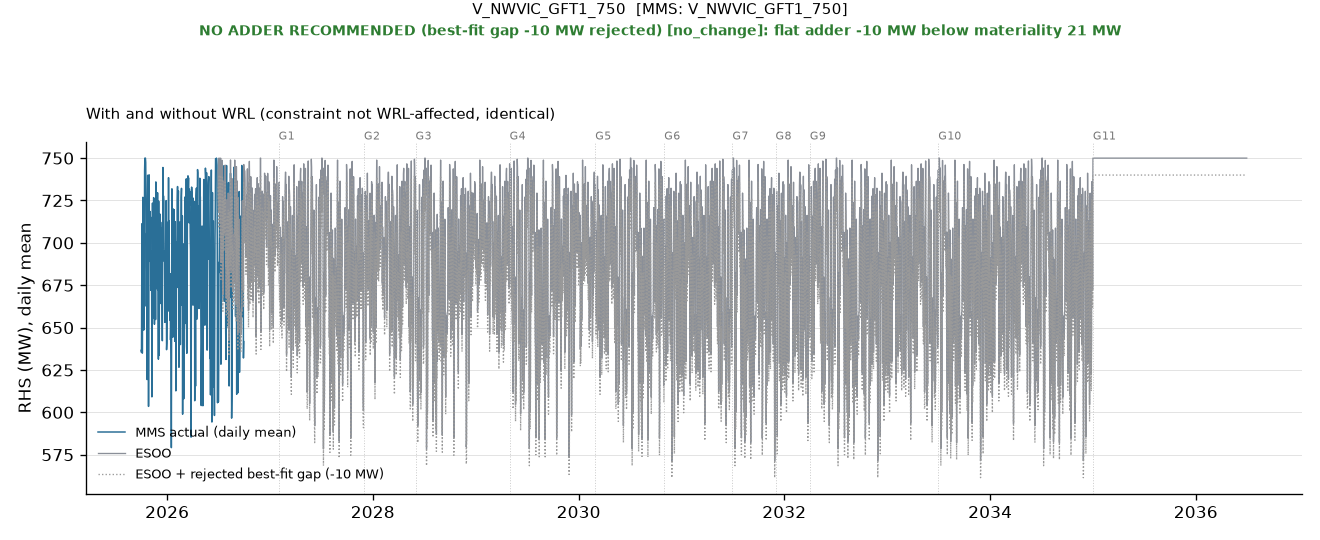 V_NWVIC_GFT1_750 [MMS: V_NWVIC_GFT1_750]
NO ADDER RECOMMENDED (best-fit gap -10 MW rejected) [no_change]: flat adder -10 MW below materiality 21 MW
With and without WRL (constraint not WRL-affected, identical)
G1 G2 G3 G4 G5 G6 G7 G8 G9 G10 G11
750
725
700
675
650
625
600
575
RHS (MW), daily mean
MMS actual (daily mean)
ESOO
ESOO + rejected best-fit gap (-10 MW)
2026 2028 2030 2032 2034 2036